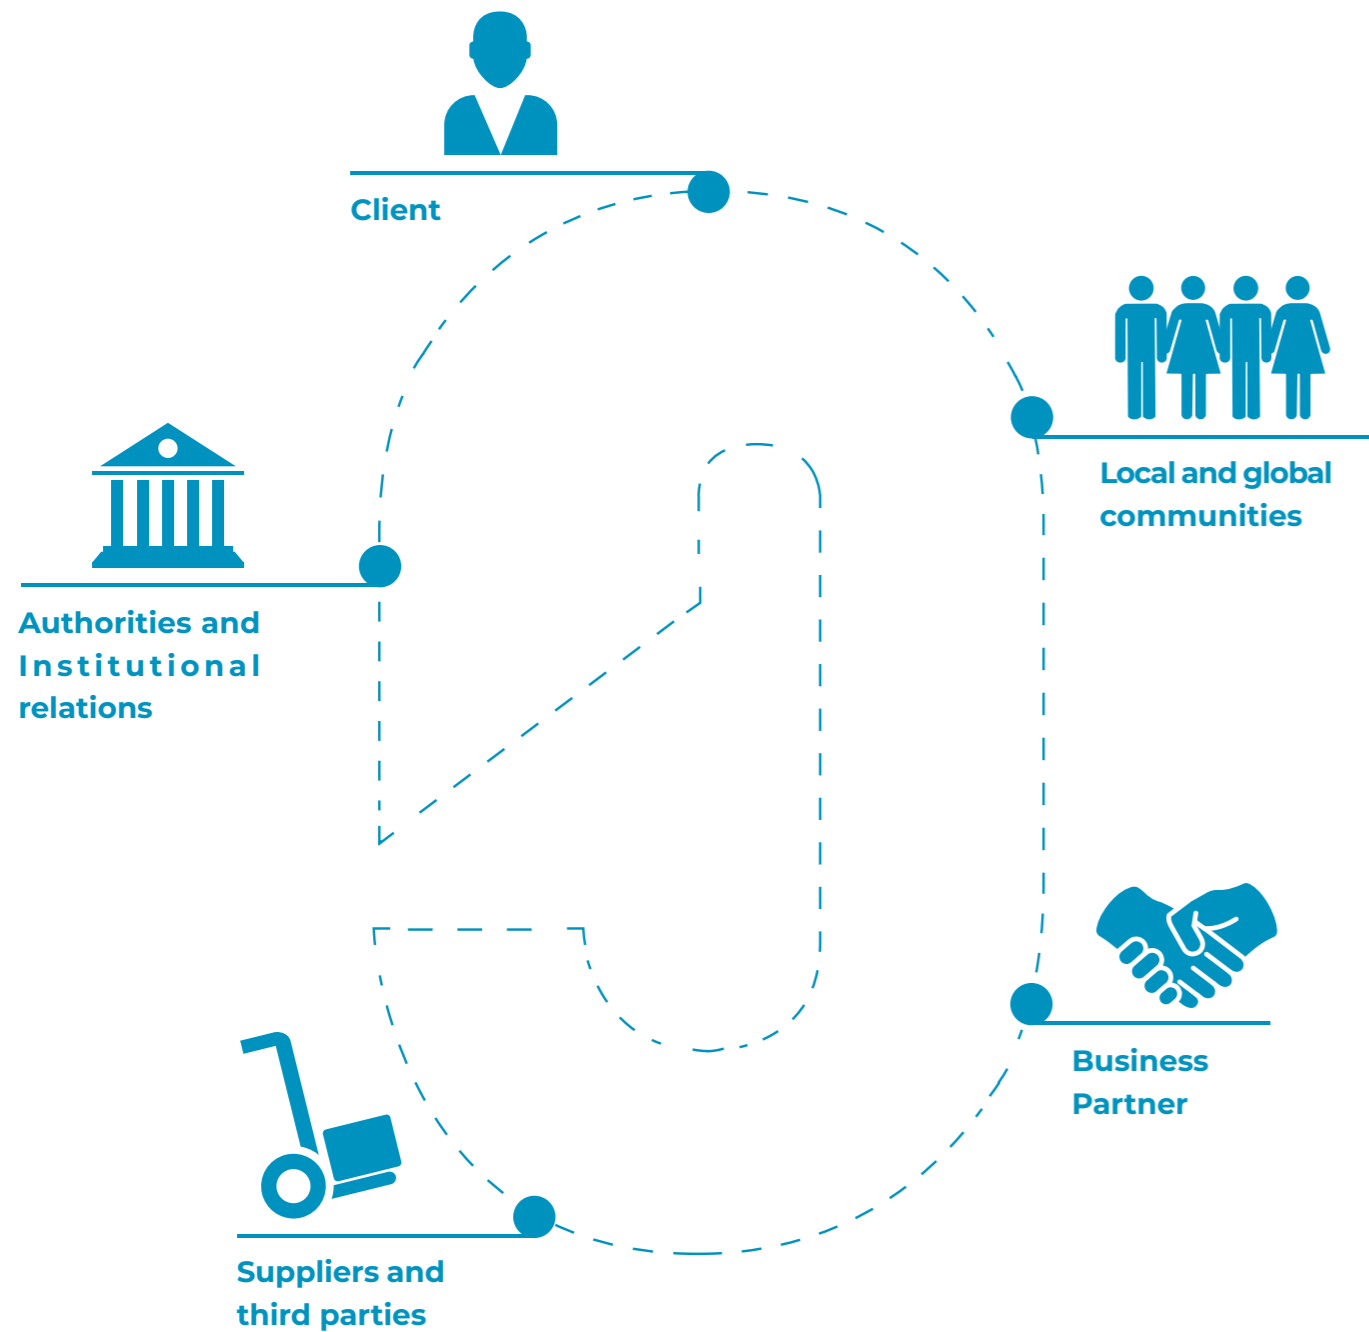 Client
Local and global
communities
Authorities and
Institutional
relations
Business
Partner
Suppliers and
third parties